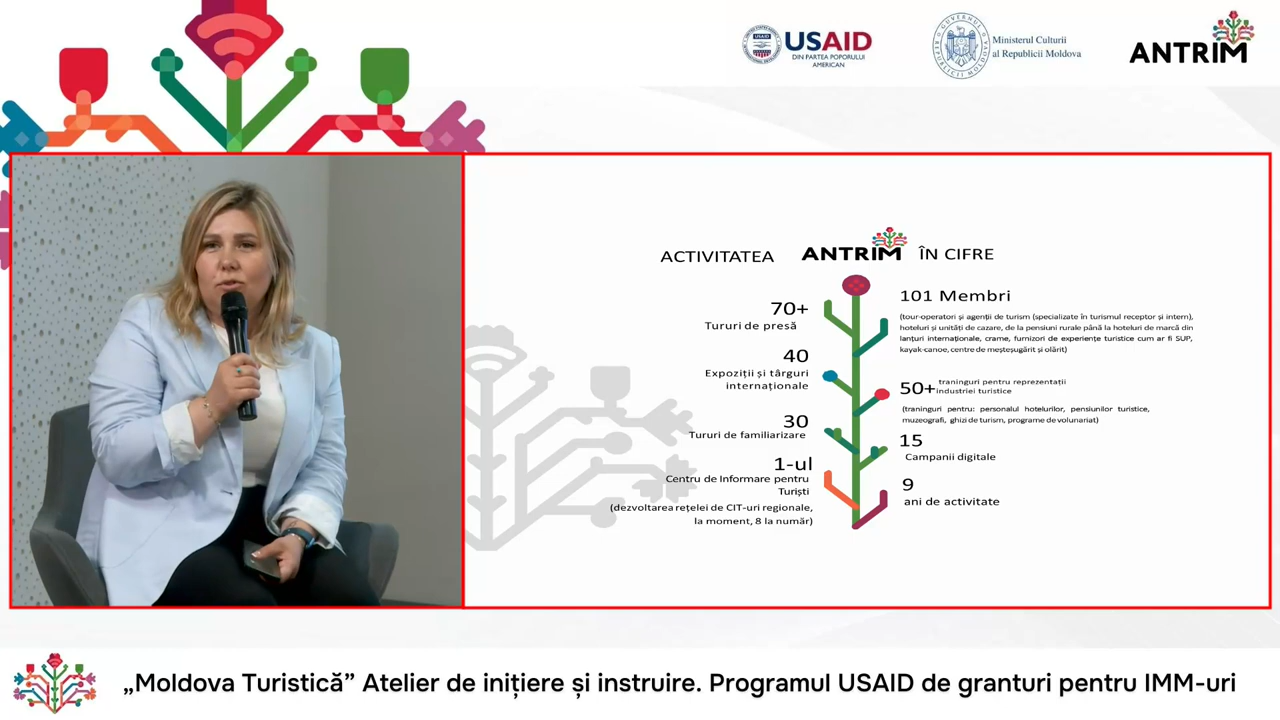 USAID
DIN PARTEA POPORULUI
AMERICAN
Ministerul Culturii
al Republicii Moldova
ANTRIM
ACTIVITATEA ANTRIM ÎN CIFRE
70+
Tururi de presă
40
Expoziții și târguri
internaționale
30
Tururi de familiarizare
1-ul
Centru de Informare pentru
Turiști
(dezvoltarea rețelei de CIT-uri regionale,
la moment, 8 la număr)
101 Membri
(tour-operatori și agenții de turism (specializate în turismul receptor și intern),
hoteluri și unități de cazare, de la pensiuni rurale până la hoteluri de marcă din
lanțuri internaționale, crame, furnizori de experiențe turistice cum ar fi SUP,
kayak-canoe, centre de meșteșugărit și olărit)
50+ traninguri pentru reprezentații
industriei turistice
(traninguri pentru: personalul hotelurilor, pensiunilor turistice,
muzeografi, ghizi de turism, programe de voluniariat)
15
Campanii digitale
9
ani de activitate
„Moldova Turistică” Atelier de inițiere și instruire. Programul USAID de granturi pentru IMM-uri